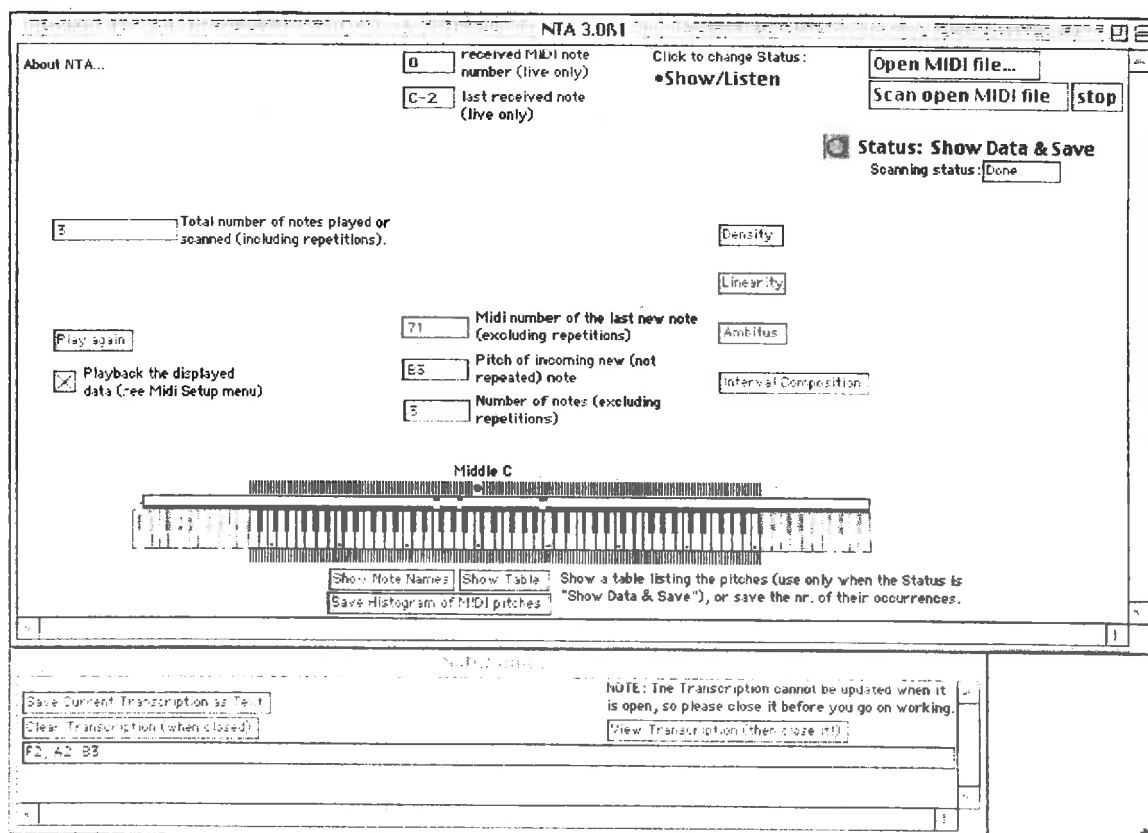 NTA 3.0ß1
About NTA...
0
received MIDI note
number (live only)
C-2
last received note
(live only)
Click to change Status:
•Show/Listen
Open MIDI file...
Scan open MIDI file
stop
Status: Show Data & Save
Scanning status:
Done.
3
Total number of notes played or
scanned (including repetitions).
Density
Linearity
Ambitus
Interval Composition
Play again
Playback the displayed
data (see Midi Setup menu)
71
Midi number of the last new note
(excluding repetitions)
B3
Pitch of incoming new (not
repeated) note
3
Number of notes (excluding
repetitions)
Middle C
Show Note Names
Show Table
Show a table listing the pitches (use only when the Status is
"Show Data & Save"), or save the nr. of their occurrences.
Save Histogram of MIDI pitches
Save Current Transcription as Text
NOTE: The Transcription cannot be updated when it
is open, so please close it before you go on working.
Clear Transcription (when closed)
View Transcription (then close it!)
F2, A2 B3